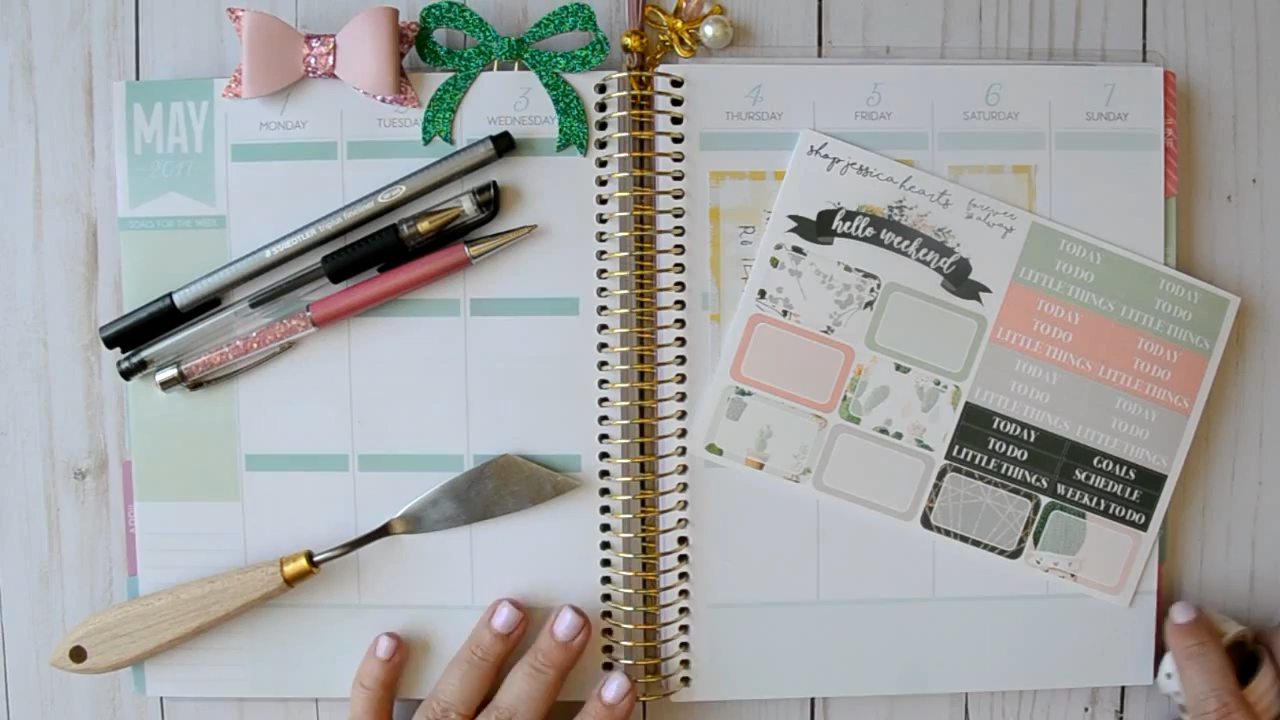 MAY
2017
GOALS FOR THE WEEK
1
MONDAY
TUESDAY
3
WEDNESDAY
4
THURSDAY
5
FRIDAY
6
SATURDAY
7
SUNDAY
STAEDTLER triplus fineliner
APRIL
shopjessicahearts
forever
& always
hello weekend
TODAY
TO DO
LITTLE THINGS
TODAY
TO DO
LITTLE THINGS
TODAY
TO DO
LITTLE THINGS
TODAY
TO DO
LITTLE THINGS
TODAY
TO DO
LITTLE THINGS
TODAY
TO DO
LITTLE THINGS
TODAY
TO DO
LITTLE THINGS
GOALS
SCHEDULE
WEEKLY TO DO